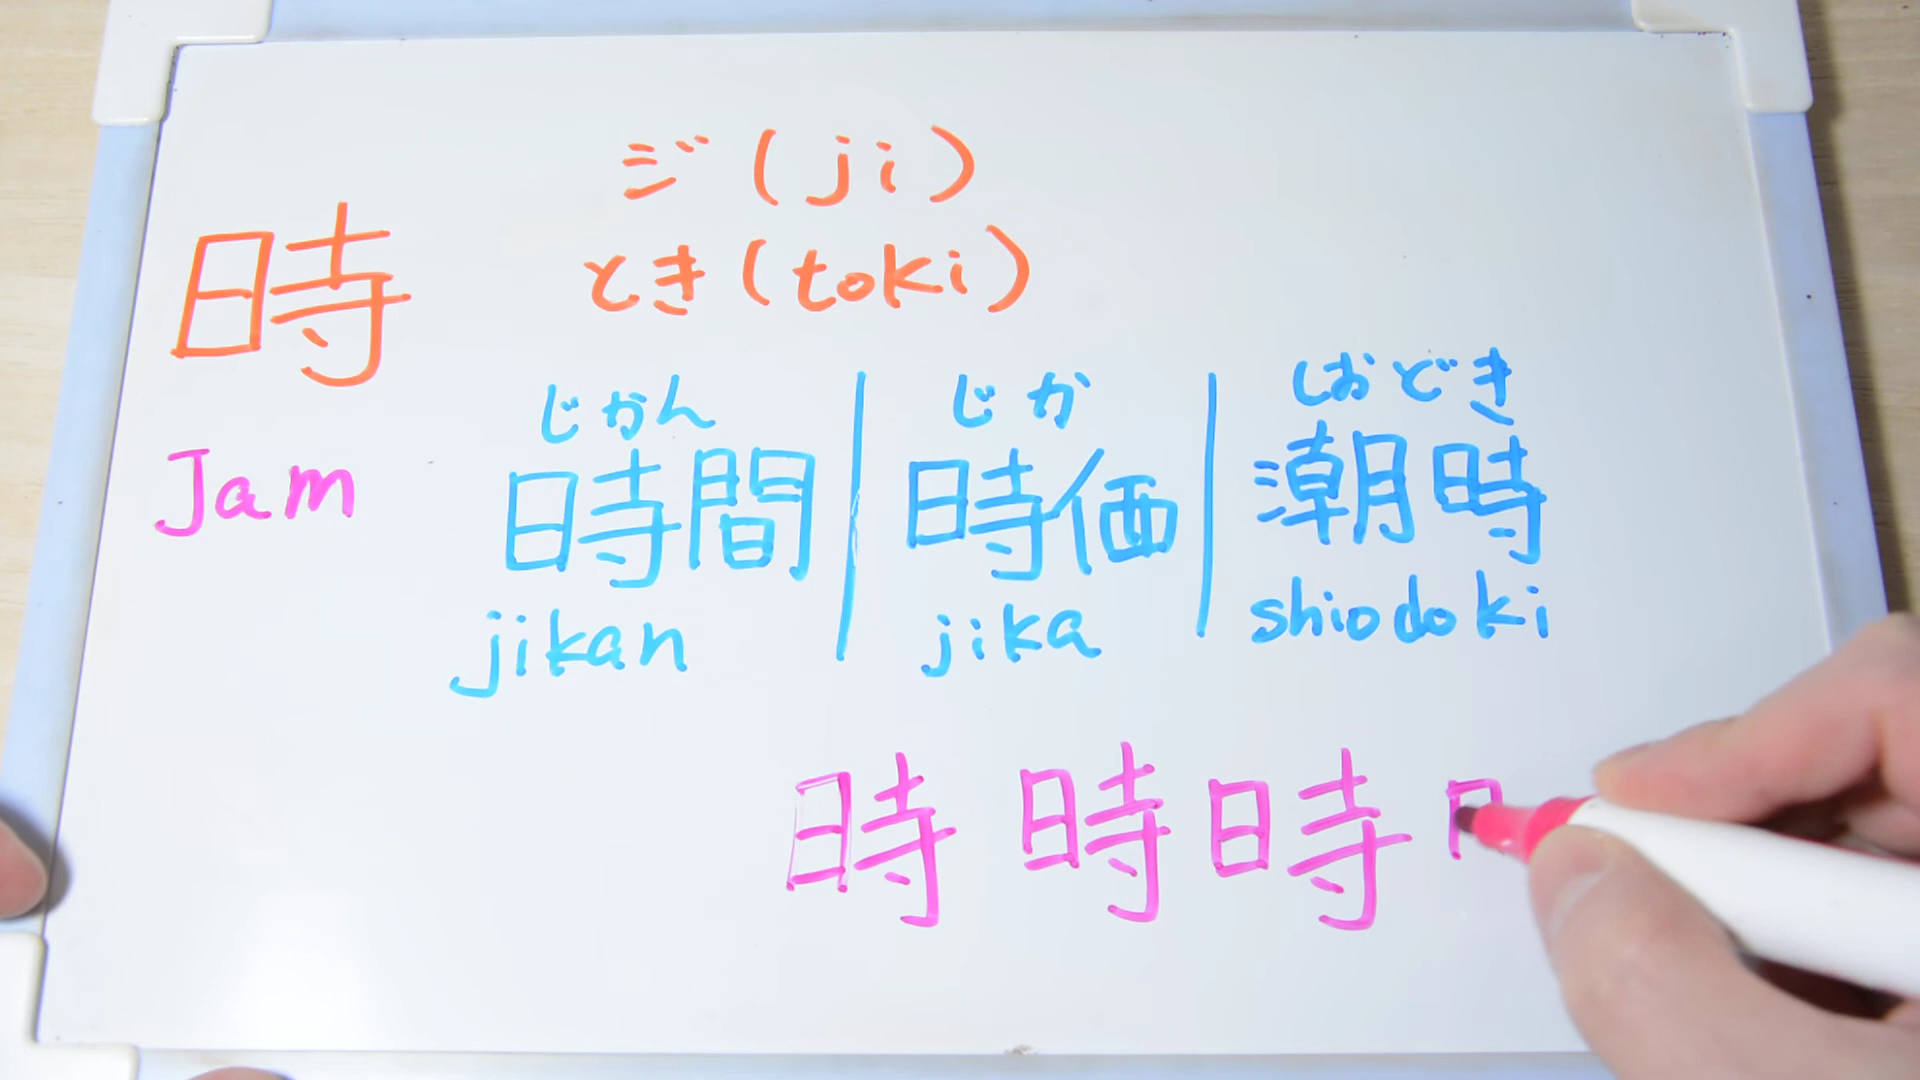 ジ (ji)
時
とき (toki)
Jam
じかん | じか | しおどき
時間 | 時価 | 潮時
jikan | jika | shiodoki
時 時 時